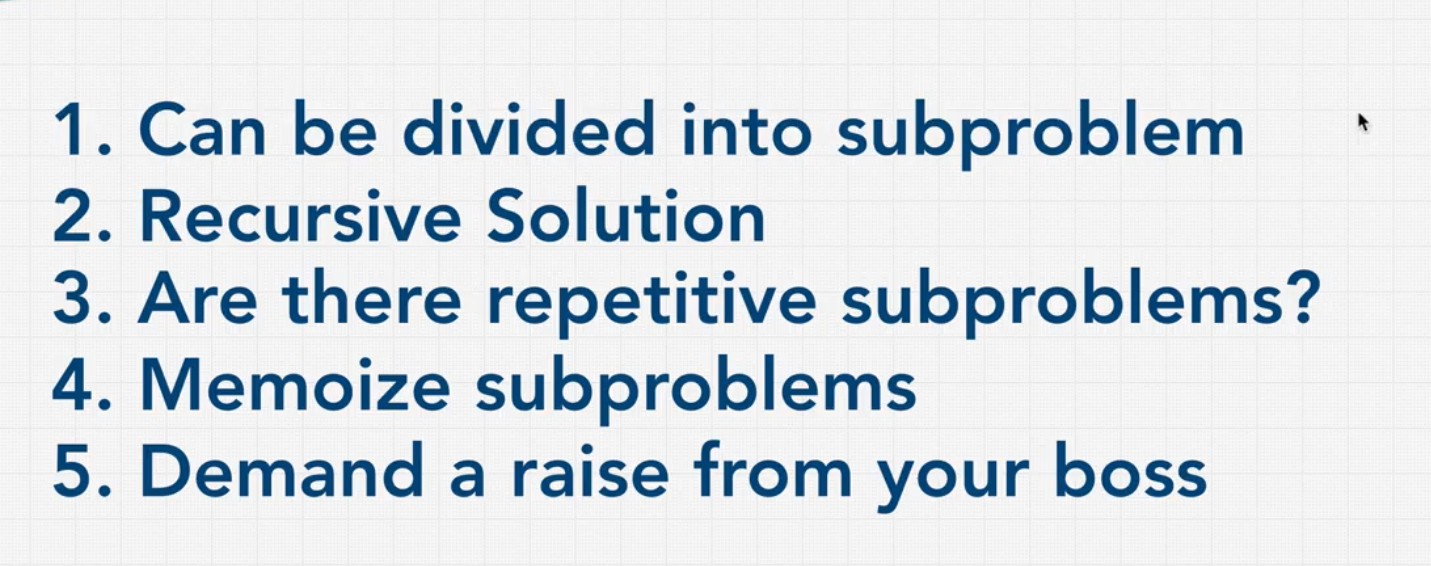 1. Can be divided into subproblem
2. Recursive Solution
3. Are there repetitive subproblems?
4. Memoize subproblems
5. Demand a raise from your boss